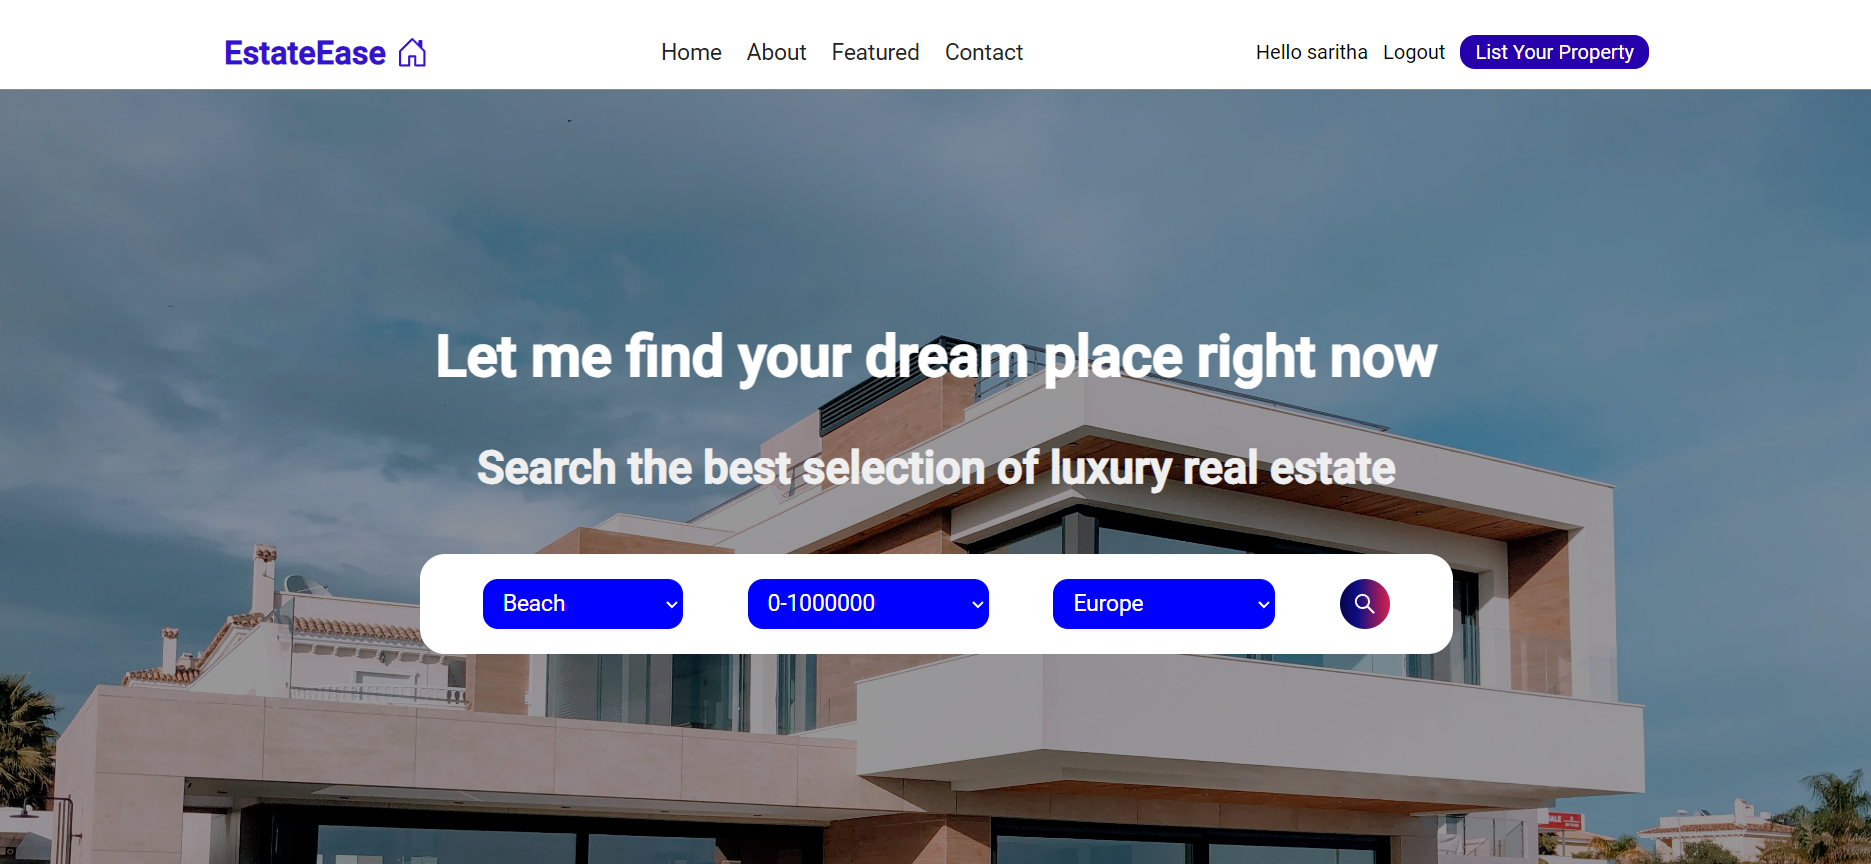 EstateEase
Home About Featured Contact
Hello saritha Logout List Your Property
Let me find your dream place right now
Search the best selection of luxury real estate
Beach 0-1000000 Europe